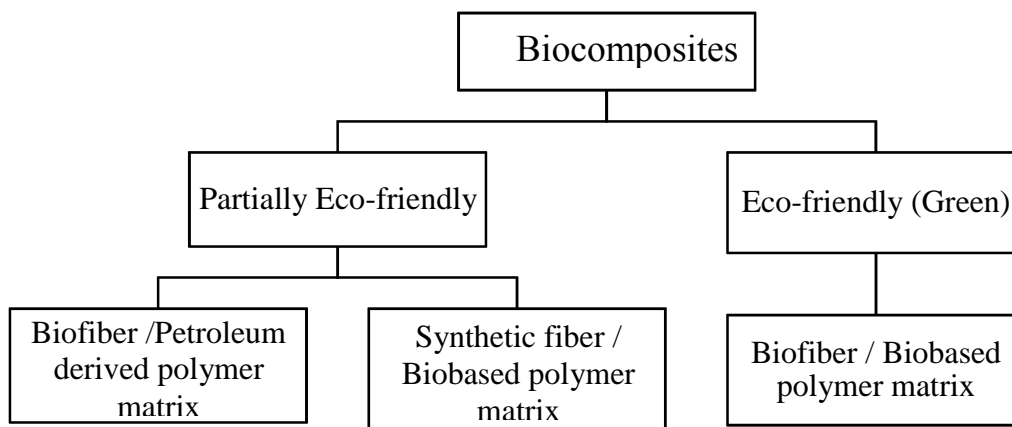 Biocomposites
Partially Eco-friendly
Eco-friendly (Green)
Biofiber /Petroleum
derived polymer
matrix
Synthetic fiber /
Biobased polymer
matrix
Biofiber / Biobased
polymer matrix